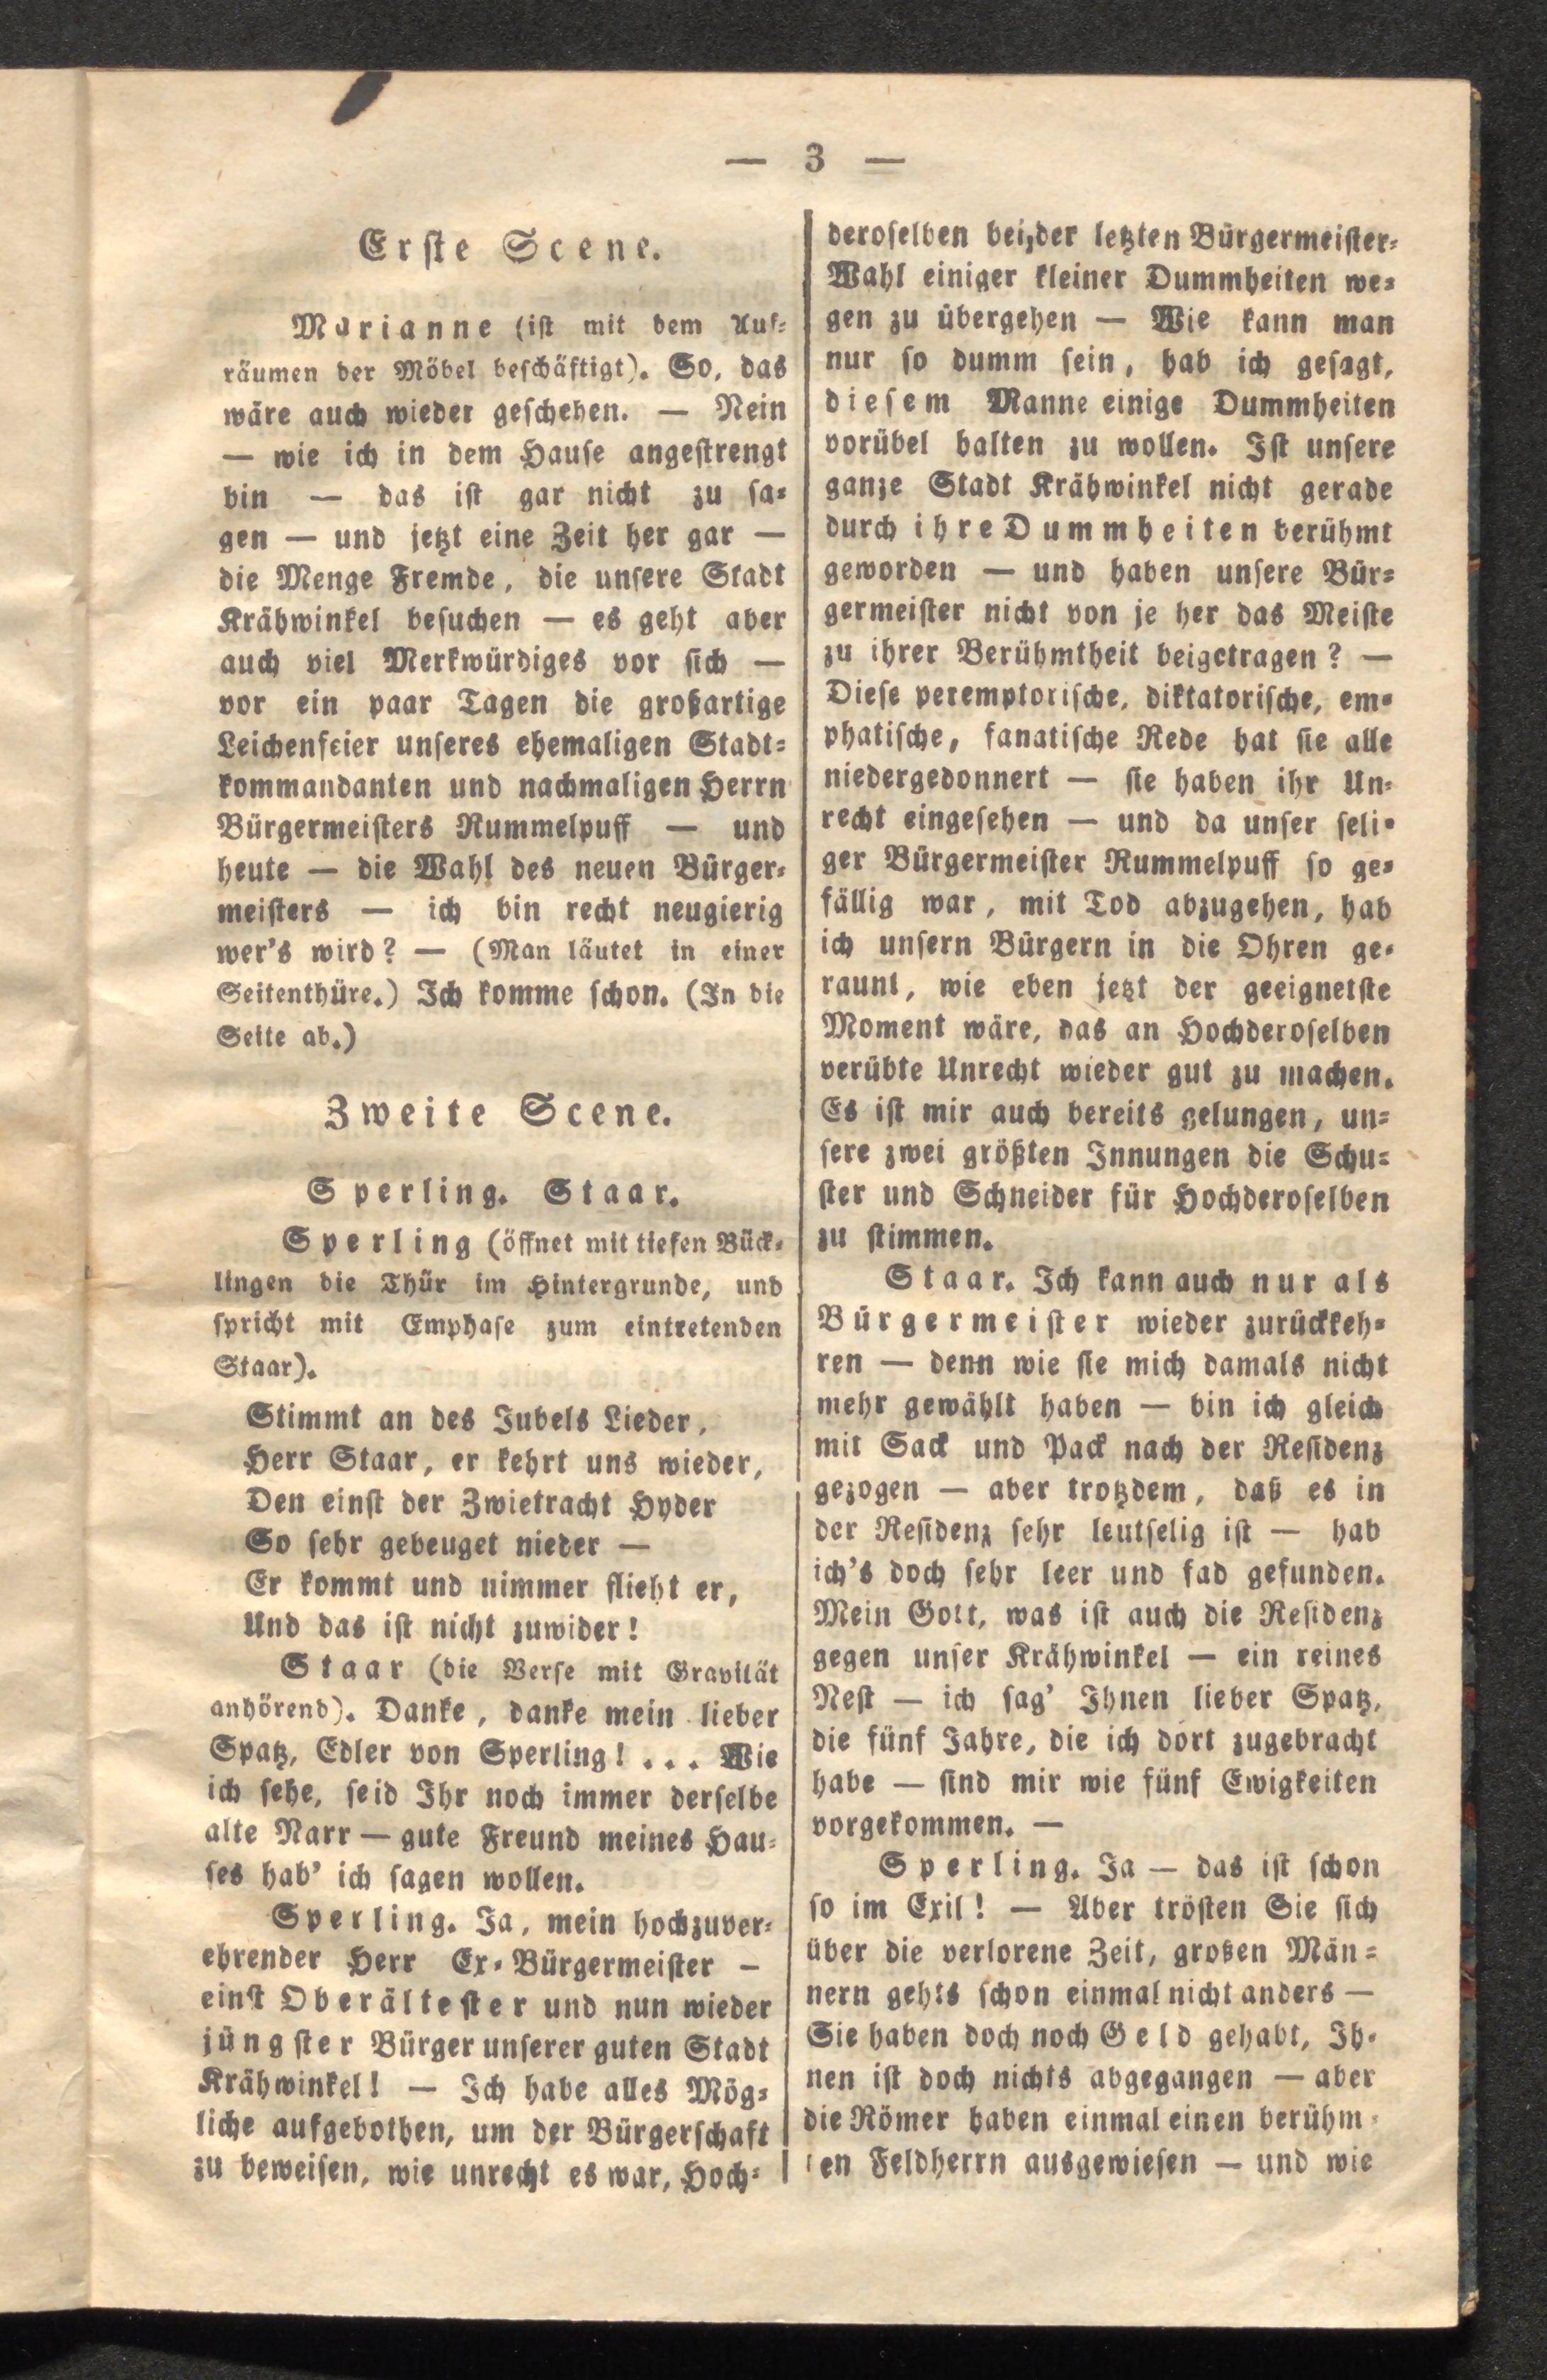 — 3 —
Erste Scene.
Marianne (ist mit dem Auf-
räumen der Möbel beschäftigt). So, das
wäre auch wieder geschehen. — Nein
— wie ich in dem Hause angestrengt
bin — das ist gar nicht zu sa-
gen — und jetzt eine Zeit her gar —
die Menge Fremde, die unsere Stadt
Krähwinkel besuchen — es geht aber
auch viel Merkwürdiges vor sich —
vor ein paar Tagen die großartige
Leichenfeier unseres ehemaligen Stadt-
kommandanten und nachmaligen Herrn
Bürgermeisters Rummelpuff — und
heute — die Wahl des neuen Bürger-
meisters — ich bin recht neugierig
wer's wird? — (Man läutet in einer
Seitenthüre.) Ich komme schon. (In die
Seite ab.)
Zweite Scene.
Sperling. Staar.
Sperling (öffnet mit tiefen Bück-
lingen die Thür im Hintergrunde, und
spricht mit Emphase zum eintretenden
Staar).
Stimmt an des Jubels Lieder,
Herr Staar, er kehrt uns wieder,
Den einst der Zwietracht Hyder
So sehr gebeuget nieder —
Er kommt und nimmer flieht er,
Und das ist nicht zuwider!
Staar (die Verse mit Gravität
anhörend). Danke, danke mein lieber
Spatz, Edler von Sperling! . . . Wie
ich sehe, seid Ihr noch immer derselbe
alte Narr — gute Freund meines Hau-
ses hab' ich sagen wollen.
Sperling. Ja, mein hochzuver-
ehrender Herr Ex-Bürgermeister —
einst Oberältester und nun wieder
jüngster Bürger unserer guten Stadt
Krähwinkel! — Ich habe alles Mög-
liche aufgebothen, um der Bürgerschaft
zu beweisen, wie unrecht es war, Hoch-
deroselben bei,der letzten Bürgermeister-
Wahl einiger kleiner Dummheiten we-
gen zu übergehen — Wie kann man
nur so dumm sein, hab ich gesagt,
diesem Manne einige Dummheiten
vorübel halten zu wollen. Ist unsere
ganze Stadt Krähwinkel nicht gerade
durch ihre Dummheiten berühmt
geworden — und haben unsere Bür-
germeister nicht von je her das Meiste
zu ihrer Berühmtheit beigetragen? —
Diese peremptorische, diktatorische, em-
phatische, fanatische Rede hat sie alle
niedergedonnert — sie haben ihr Un-
recht eingesehen — und da unser seli-
ger Bürgermeister Rummelpuff so ge-
fällig war, mit Tod abzugehen, hab
ich unsern Bürgern in die Ohren ge-
raunt, wie eben jetzt der geeignetste
Moment wäre, das an Hochderoselben
verübte Unrecht wieder gut zu machen.
Es ist mir auch bereits gelungen, un-
sere zwei größten Innungen die Schu-
ster und Schneider für Hochderoselben
zu stimmen.
Staar. Ich kann auch nur als
Bürgermeister wieder zurückkeh-
ren — denn wie sie mich damals nicht
mehr gewählt haben — bin ich gleich
mit Sack und Pack nach der Residenz
gezogen — aber trotzdem, daß es in
der Residenz sehr leutselig ist — hab
ich's doch sehr leer und fad gefunden.
Mein Gott, was ist auch die Residenz
gegen unser Krähwinkel — ein reines
Nest — ich sag' Ihnen lieber Spatz,
die fünf Jahre, die ich dort zugebracht
habe — sind mir wie fünf Ewigkeiten
vorgekommen. —
Sperling. Ja — das ist schon
so im Exil! — Aber trösten Sie sich
über die verlorene Zeit, großen Män-
nern gehts schon einmal nicht anders —
Sie haben doch noch Geld gehabt, Ih-
nen ist doch nichts abgegangen — aber
die Römer haben einmal einen berühm-
ten Feldherrn ausgewiesen — und wie